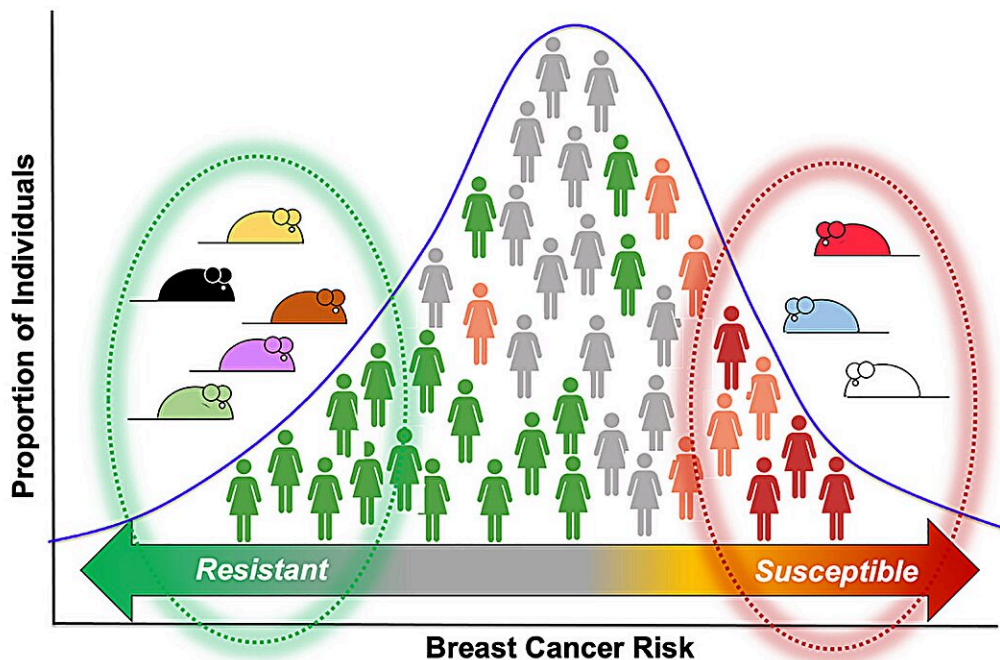 Proportion of Individuals
Resistant
Susceptible
Breast Cancer Risk